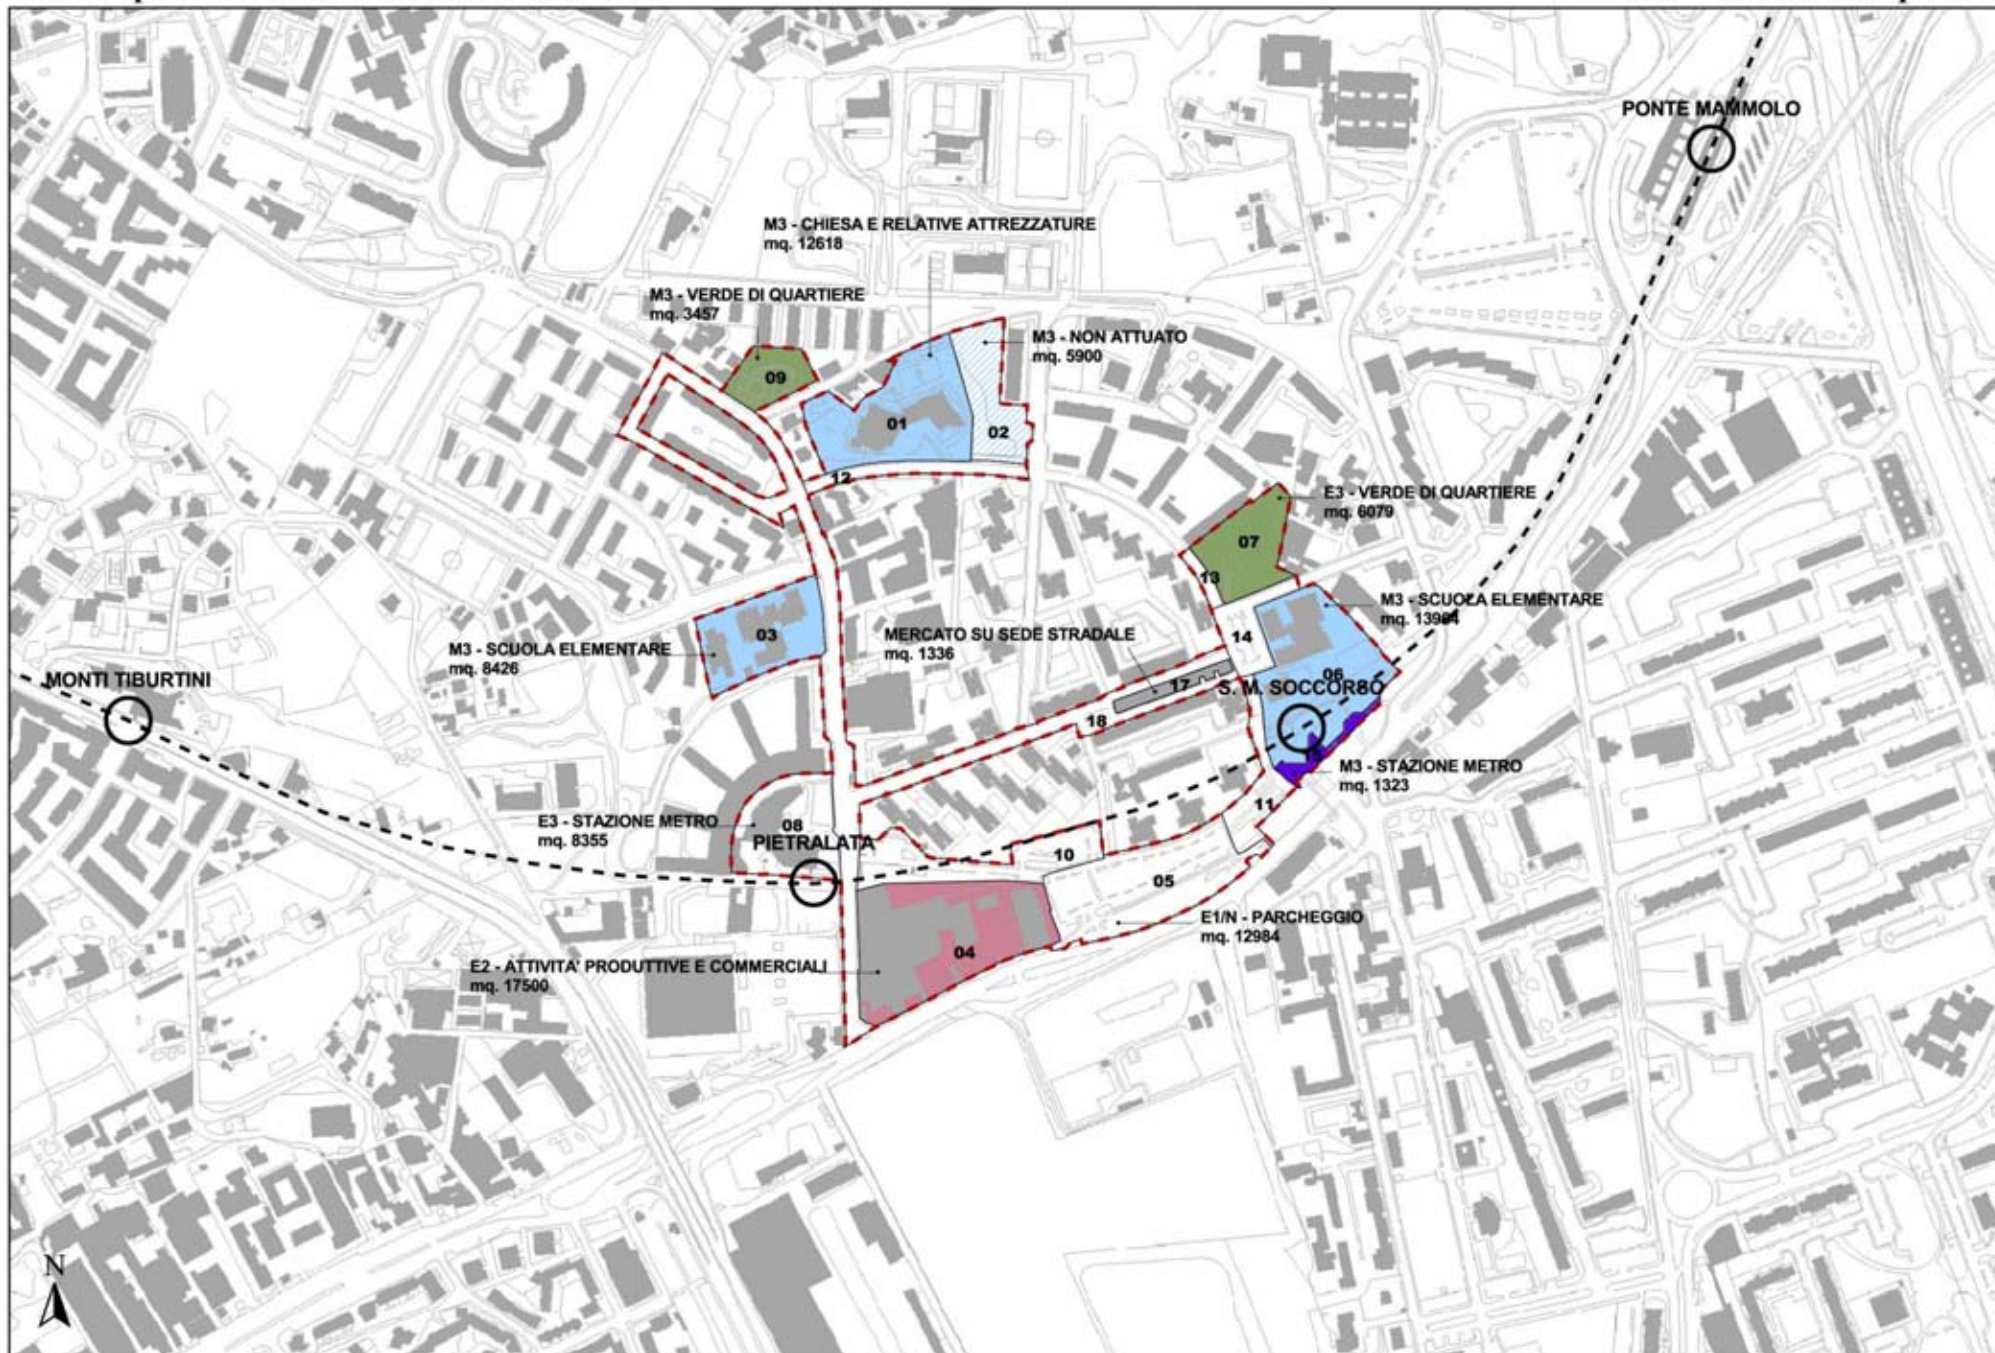 PONTE MAMMOLO
M3 - CHIESA E RELATIVE ATTREZZATURE
mq. 12618
M3 - VERDE DI QUARTIERE
mq. 3457
M3 - NON ATTUATO
mq. 5900
09
01
02
12
E3 - VERDE DI QUARTIERE
mq. 6079
07
13
M3 - SCUOLA ELEMENTARE
03
M3 - SCUOLA ELEMENTARE
mq. 8426
MERCATO SU SEDE STRADALE
mq. 1336
14
06
MONTI TIBURTINI
17
18
S. M. SOCCORSO
M3 - STAZIONE METRO
mq. 1323
11
E3 - STAZIONE METRO
mq. 8355
08
PIETRALATA
10
05
E1/N - PARCHEGGIO
mq. 12984
04
E2 - ATTIVITA' PRODUTTIVE E COMMERCIALI
mq. 17500
N